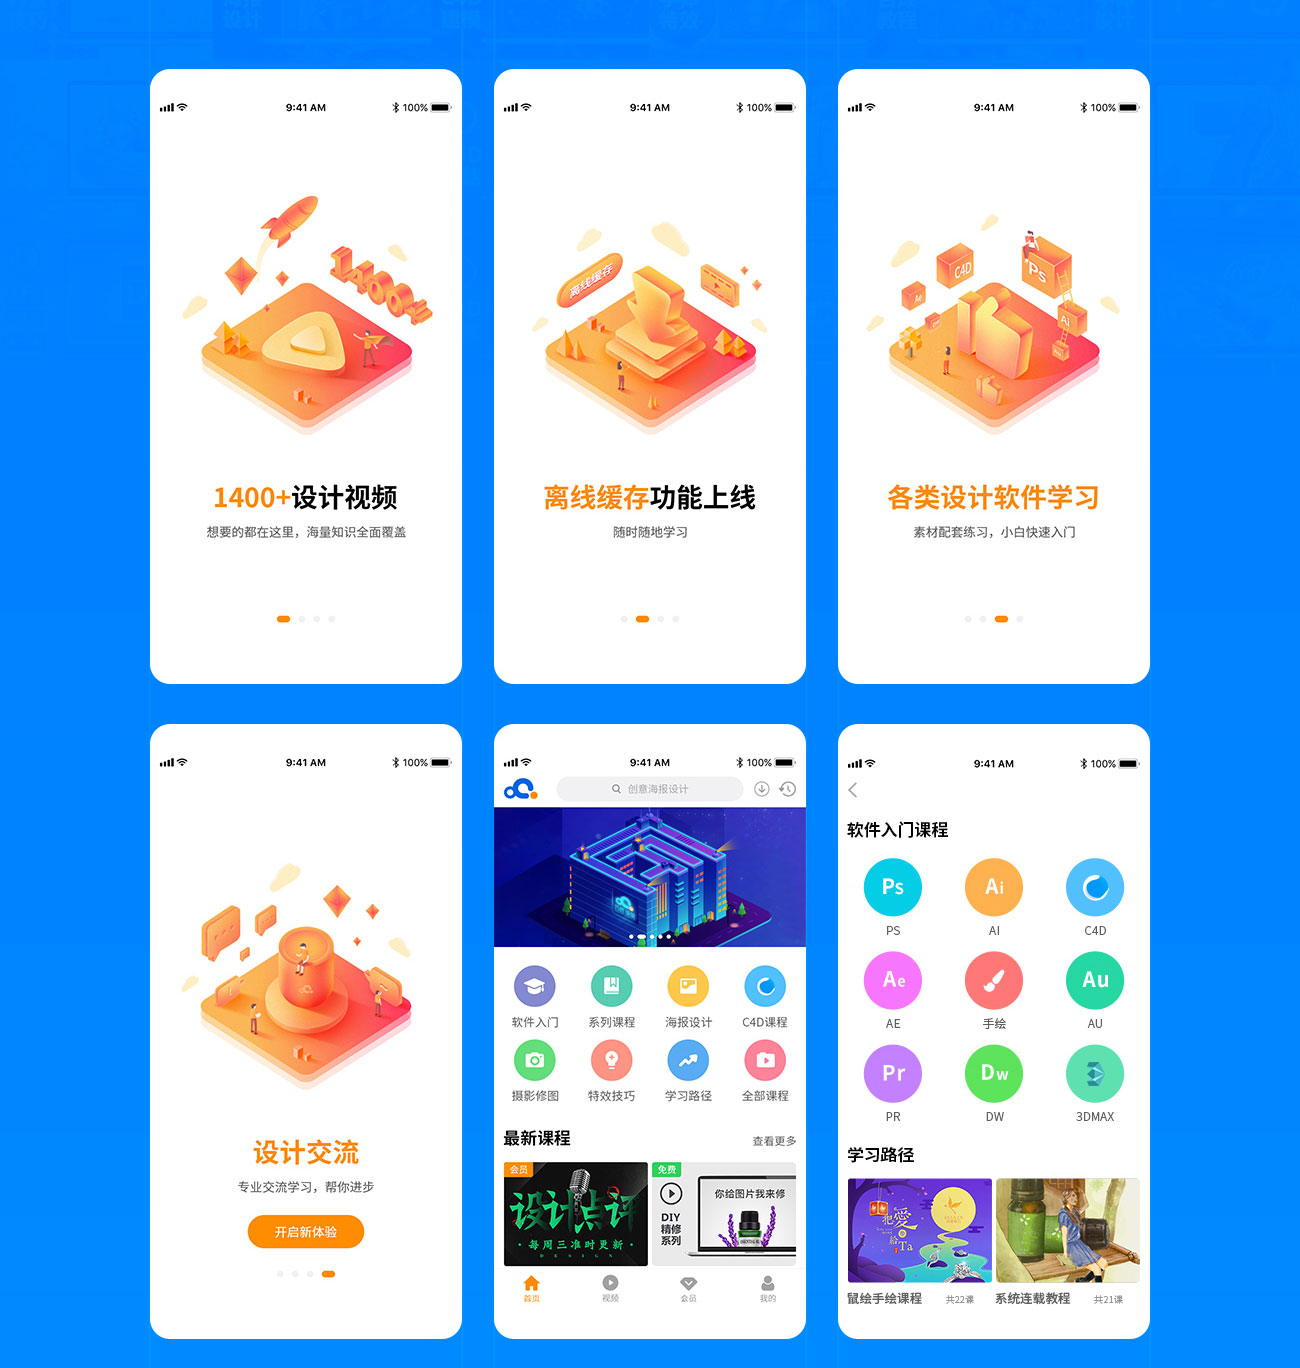 9:41 AM
100%
1400+
1400+设计视频
想要的都在这里，海量知识全面覆盖
9:41 AM
100%
离线缓存
离线缓存功能上线
随时随地学习
9:41 AM
100%
C4D
PS
Ae
Ai
各类设计软件学习
素材配套练习，小白快速入门
9:41 AM
100%
设计交流
专业交流学习，帮你进步
开启新体验
9:41 AM
100%
创意海报设计
软件入门
系列课程
海报设计
C4D课程
摄影修图
特效技巧
学习路径
全部课程
最新课程
查看更多
会员
设计点评
·每周三准时更新·
DESIGN
免费
DIY
精修
系列
你给图片我来修
首页
视频
会员
我的
9:41 AM
100%
软件入门课程
Ps
Ai
PS
AI
C4D
Ae
Au
AE
手绘
AU
Pr
Dw
PR
DW
3DMAX
学习路径
把愛
给Ta
鼠绘手绘课程
共22课
系统连载教程
共21课